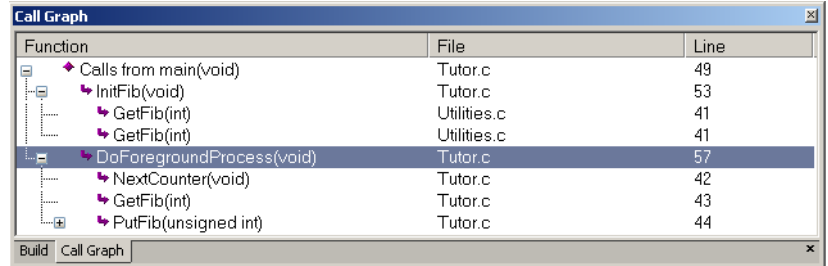 Call Graph
Function File Line
Calls from main(void) Tutor.c 49
InitFib(void) Tutor.c 53
GetFib(int) Utilities.c 41
GetFib(int) Utilities.c 41
DoForegroundProcess(void) Tutor.c 57
NextCounter(void) Tutor.c 42
GetFib(int) Tutor.c 43
PutFib(unsigned int) Tutor.c 44
Build Call Graph